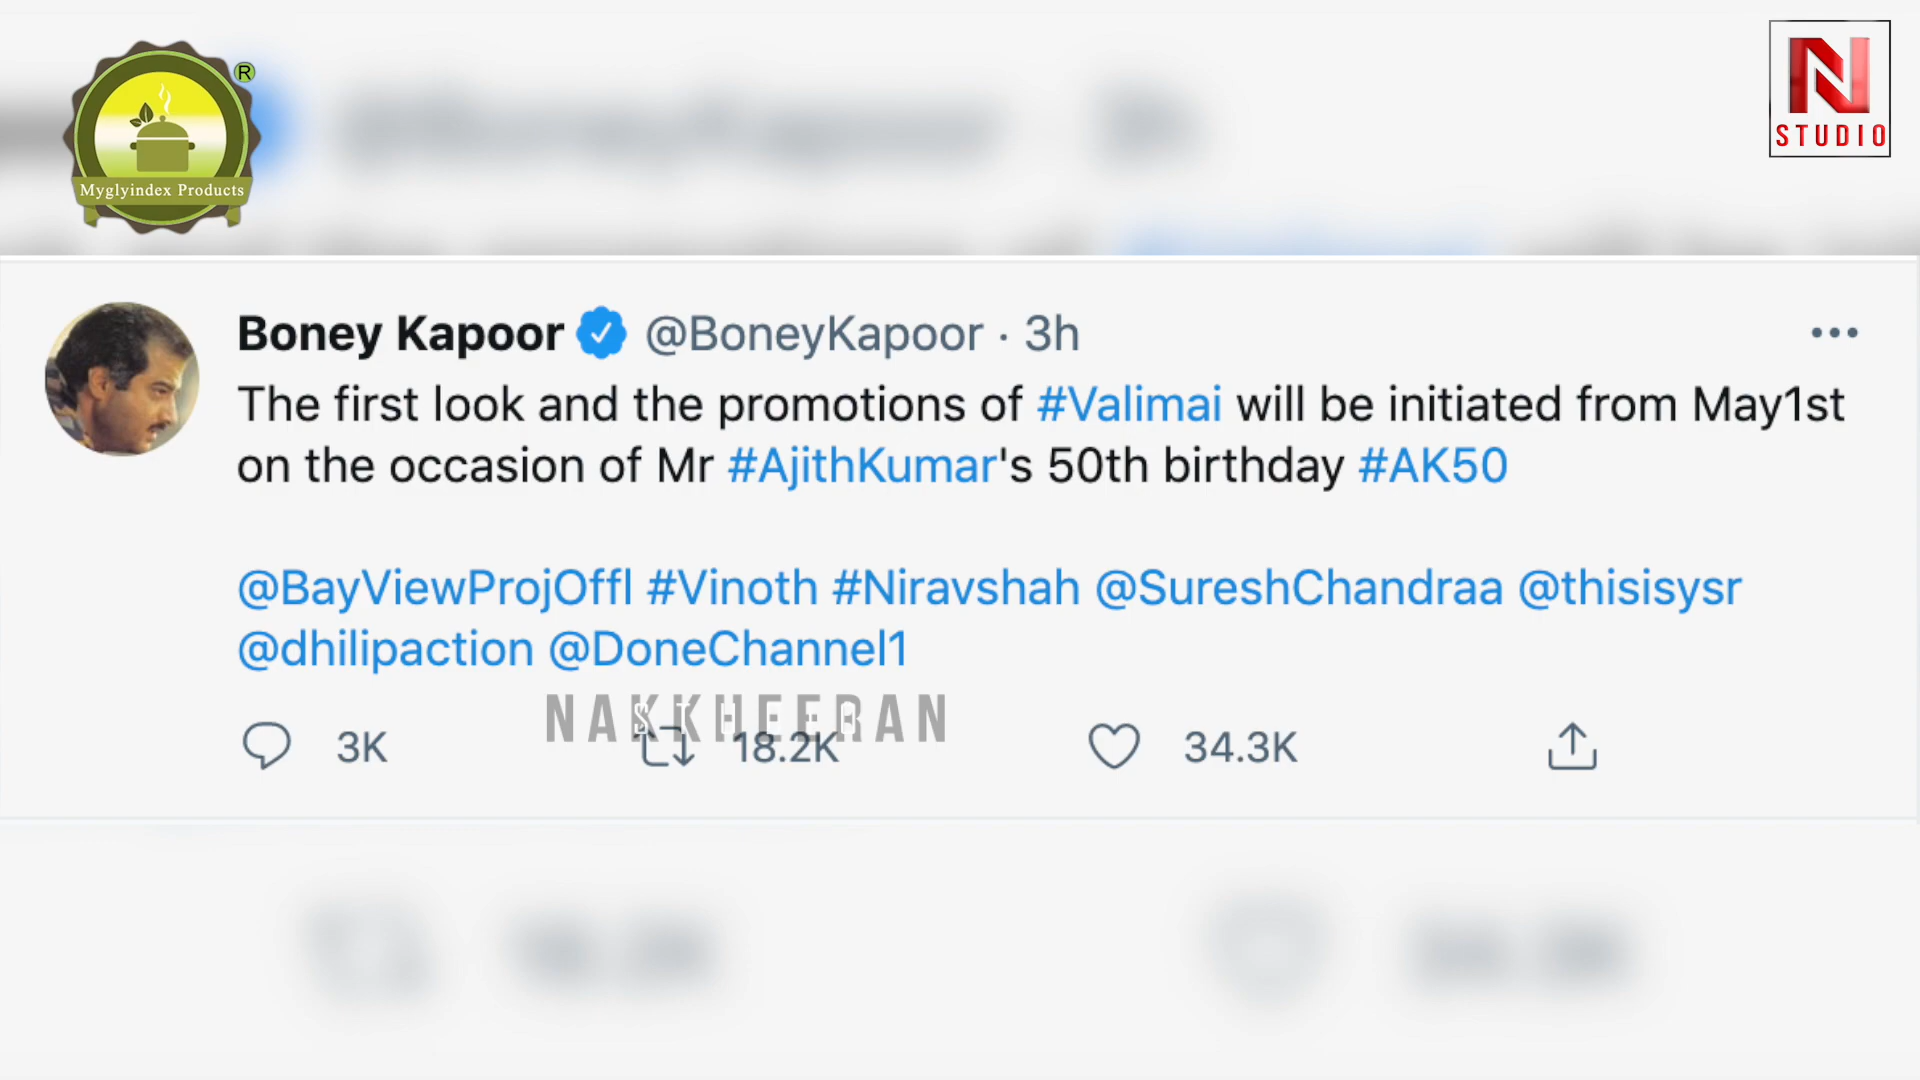 ®
Myglyindex Products
N
STUDIO
Boney Kapoor @BoneyKapoor · 3h
The first look and the promotions of #Valimai will be initiated from May1st
on the occasion of Mr #AjithKumar's 50th birthday #AK50
@BayViewProjOffl #Vinoth #Niravshah @SureshChandraa @thisisysr
@dhilipaction @DoneChannel1
NAKKHEERAN
3K 18.2K 34.3K